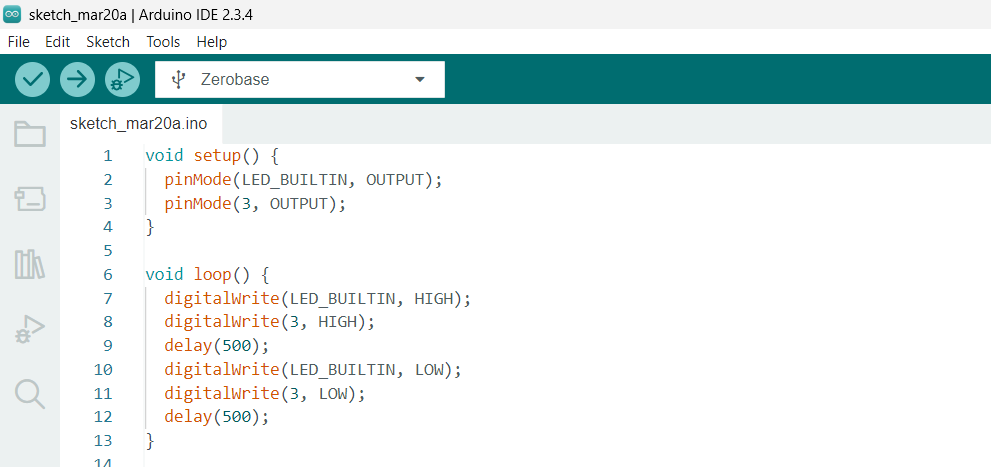 sketch_mar20a | Arduino IDE 2.3.4
File Edit Sketch Tools Help
Zerobase
sketch_mar20a.ino
1 void setup() {
2   pinMode(LED_BUILTIN, OUTPUT);
3   pinMode(3, OUTPUT);
4 }
5
6 void loop() {
7   digitalWrite(LED_BUILTIN, HIGH);
8   digitalWrite(3, HIGH);
9   delay(500);
10   digitalWrite(LED_BUILTIN, LOW);
11   digitalWrite(3, LOW);
12   delay(500);
13 }
14